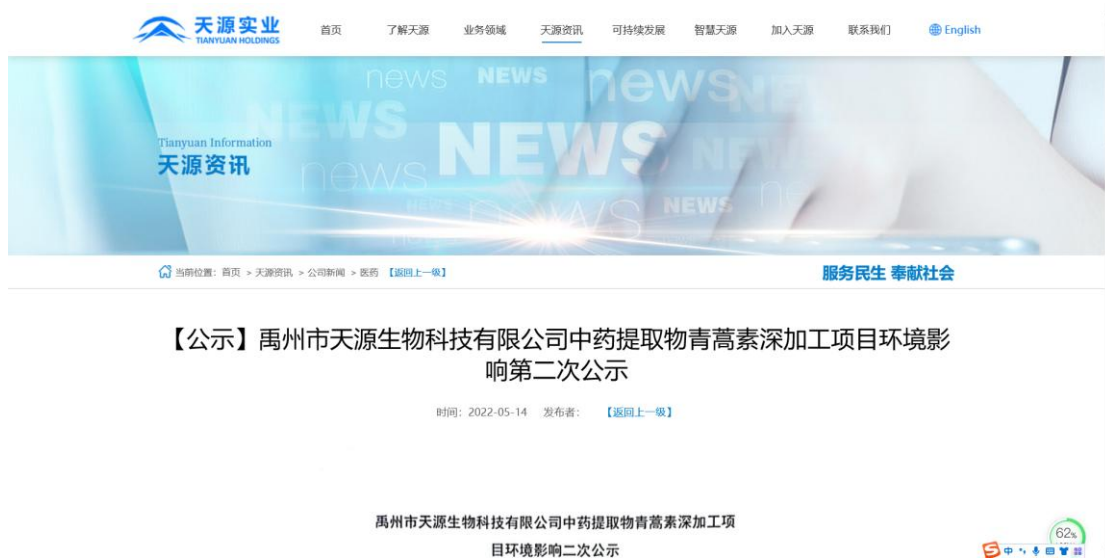 天源实业
TIANYUAN HOLDINGS
首页 了解天源 业务领域 天源资讯 可持续发展 智慧天源 加入天源 联系我们 English
news NEWS news
NEWS
NEWS
news
NEWS
news
Tianyuan Information
天源资讯
当前位置：首页 > 天源资讯 > 公司新闻 > 医药 【返回上一级】
服务民生 奉献社会
【公示】禹州市天源生物科技有限公司中药提取物青蒿素深加工项目环境影
响第二次公示
时间：2022-05-14 发布者： 【返回上一级】
禹州市天源生物科技有限公司中药提取物青蒿素深加工项
目环境影响二次公示
62%
中